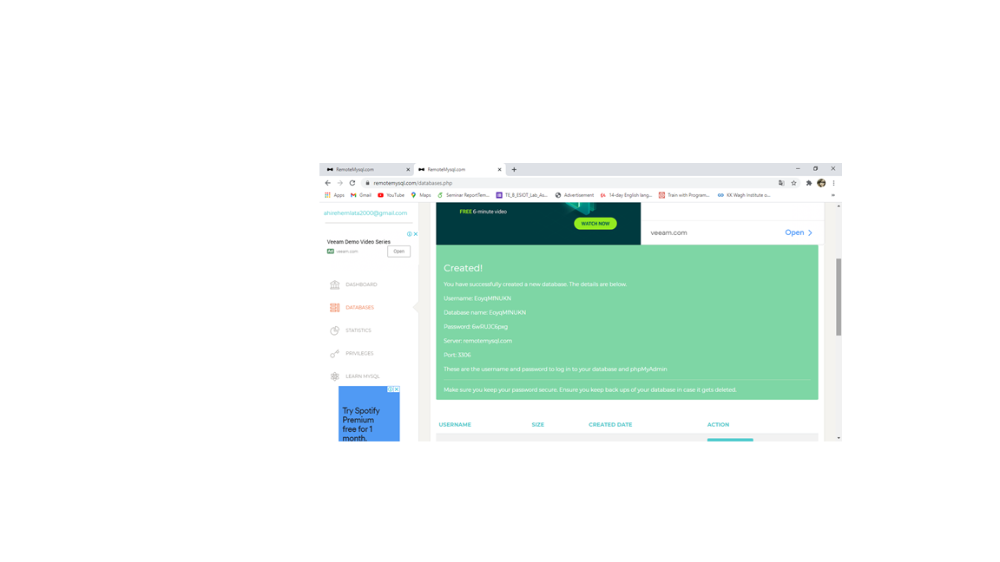 RemoteMysql.com
RemoteMysql.com
remotemysql.com/databases.php
Apps Gmail YouTube Maps Seminar ReportTem... TE_B_ESIOT_Lab_As... Advertisement 14-day English lang... Train with Program... KK Wagh Institute o... »
ahirehemlata2000@gmail.com
Veeam Demo Video Series
Ad veeam.com
Open
DASHBOARD
DATABASES
STATISTICS
PRIVILEGES
LEARN MYSQL
Try Spotify
Premium
free for 1
month.
FREE 6-minute video
WATCH NOW
veeam.com
Open
Created!
You have successfully created a new database. The details are below.
Username: EoyqMfNUKN
Database name: EoyqMfNUKN
Password: 6wRUJC6pxg
Server: remotemysql.com
Port: 3306
These are the username and password to log in to your database and phpMyAdmin
Make sure you keep your password secure. Ensure you keep back ups of your database in case it gets deleted.
USERNAME SIZE CREATED DATE ACTION